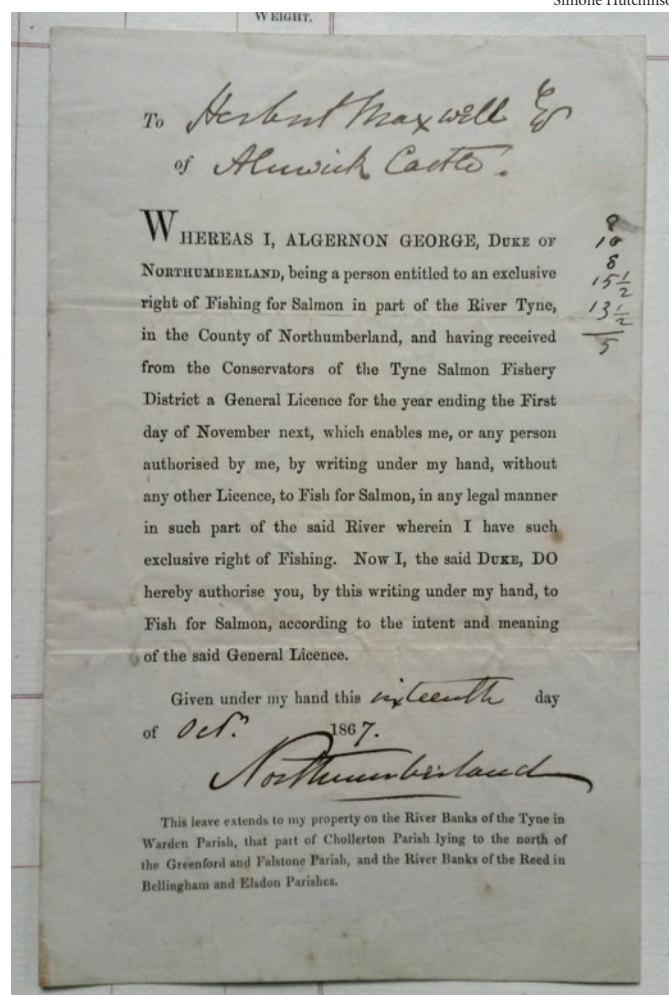 Simone Hutchinso
WEIGHT.
To Herbert Maxwell Esq
of Alnwick Castle.
WHEREAS I, ALGERNON GEORGE, DUKE OF
NORTHUMBERLAND, being a person entitled to an exclusive
right of Fishing for Salmon in part of the River Tyne,
in the County of Northumberland, and having received
from the Conservators of the Tyne Salmon Fishery
District a General Licence for the year ending the First
day of November next, which enables me, or any person
authorised by me, by writing under my hand, without
any other Licence, to Fish for Salmon, in any legal manner
in such part of the said River wherein I have such
exclusive right of Fishing. Now I, the said DUKE, DO
hereby authorise you, by this writing under my hand, to
Fish for Salmon, according to the intent and meaning
of the said General Licence.
Given under my hand this sixteenth day
of Octr. 1867.
Northumberland
This leave extends to my property on the River Banks of the Tyne in
Warden Parish, that part of Chollerton Parish lying to the north of
the Greenford and Falstone Parish, and the River Banks of the Reed in
Bellingham and Elsdon Parishes.
8
10
8
15½
13½
5